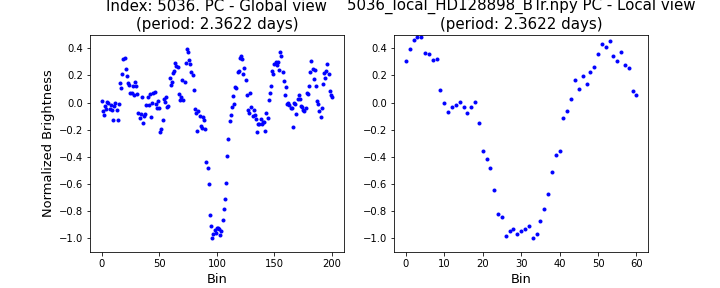 Index: 5036. PC - Global view
(period: 2.3622 days)
5036_local_HD128898_BTr.npy PC - Local view
(period: 2.3622 days)
Normalized Brightness
0.4
0.2
0.0
−0.2
−0.4
−0.6
−0.8
−1.0
0 50 100 150 200
Bin
0.4
0.2
0.0
−0.2
−0.4
−0.6
−0.8
−1.0
0 10 20 30 40 50 60
Bin